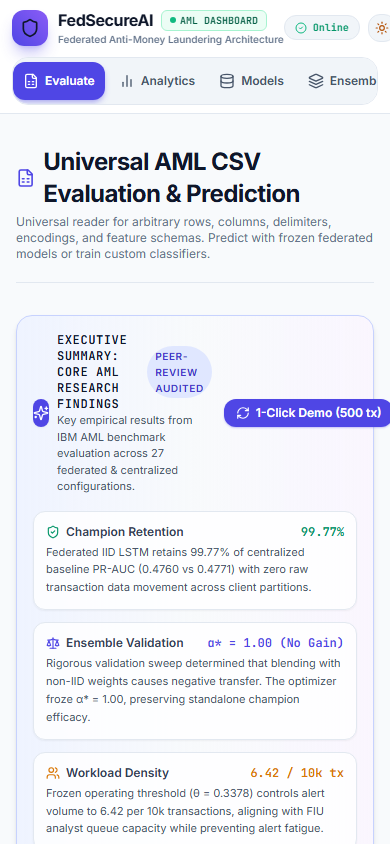 FedSecureAI
AML DASHBOARD
Online
Federated Anti-Money Laundering Architecture
Evaluate
Analytics
Models
Ensemb
Universal AML CSV
Evaluation & Prediction
Universal reader for arbitrary rows, columns, delimiters,
encodings, and feature schemas. Predict with frozen federated
models or train custom classifiers.
EXECUTIVE
SUMMARY:
CORE AML
RESEARCH
FINDINGS
PEER-
REVIEW
AUDITED
Key empirical results from
IBM AML benchmark
evaluation across 27
federated & centralized
configurations.
1-Click Demo (500 tx)
Champion Retention 99.77%
Federated IID LSTM retains 99.77% of centralized
baseline PR-AUC (0.4760 vs 0.4771) with zero raw
transaction data movement across client partitions.
Ensemble Validation α* = 1.00 (No Gain)
Rigorous validation sweep determined that blending with
non-IID weights causes negative transfer. The optimizer
froze α* = 1.00, preserving standalone champion
efficacy.
Workload Density 6.42 / 10k tx
Frozen operating threshold (θ = 0.3378) controls alert
volume to 6.42 per 10k transactions, aligning with FIU
analyst queue capacity while preventing alert fatigue.